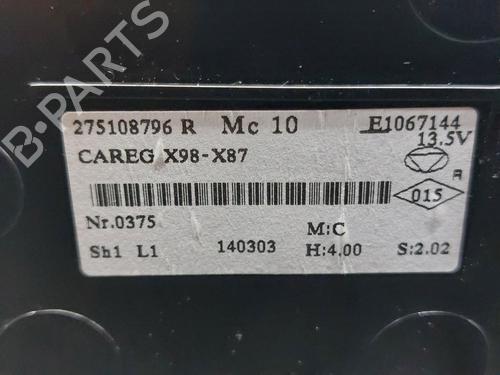 B-PARTS
275108796 R Mc 10 E1067144
13.5V
CAREG X98-X87
R
015
Nr.0375 M:C
Sh1 L1 140303 H:4.00 S:2.02